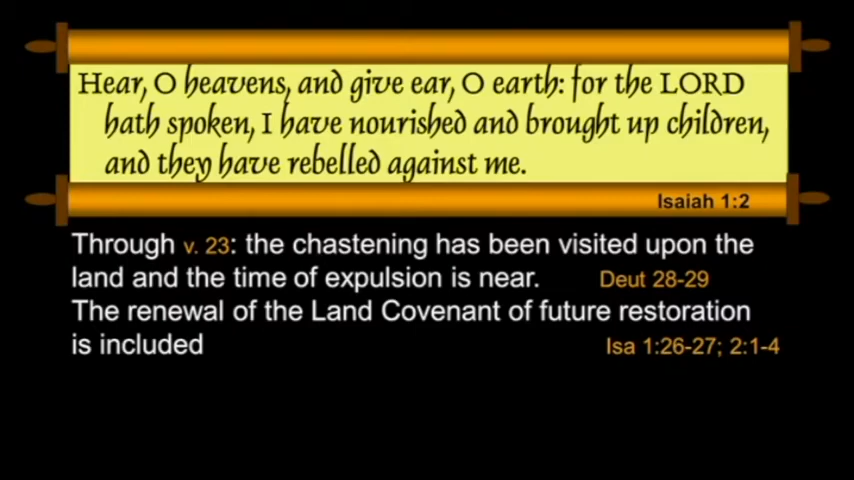 Hear, O heavens, and give ear, O earth: for the LORD
hath spoken, I have nourished and brought up children,
and they have rebelled against me.
Isaiah 1:2
Through v. 23: the chastening has been visited upon the
land and the time of expulsion is near. Deut 28-29
The renewal of the Land Covenant of future restoration
is included Isa 1:26-27; 2:1-4